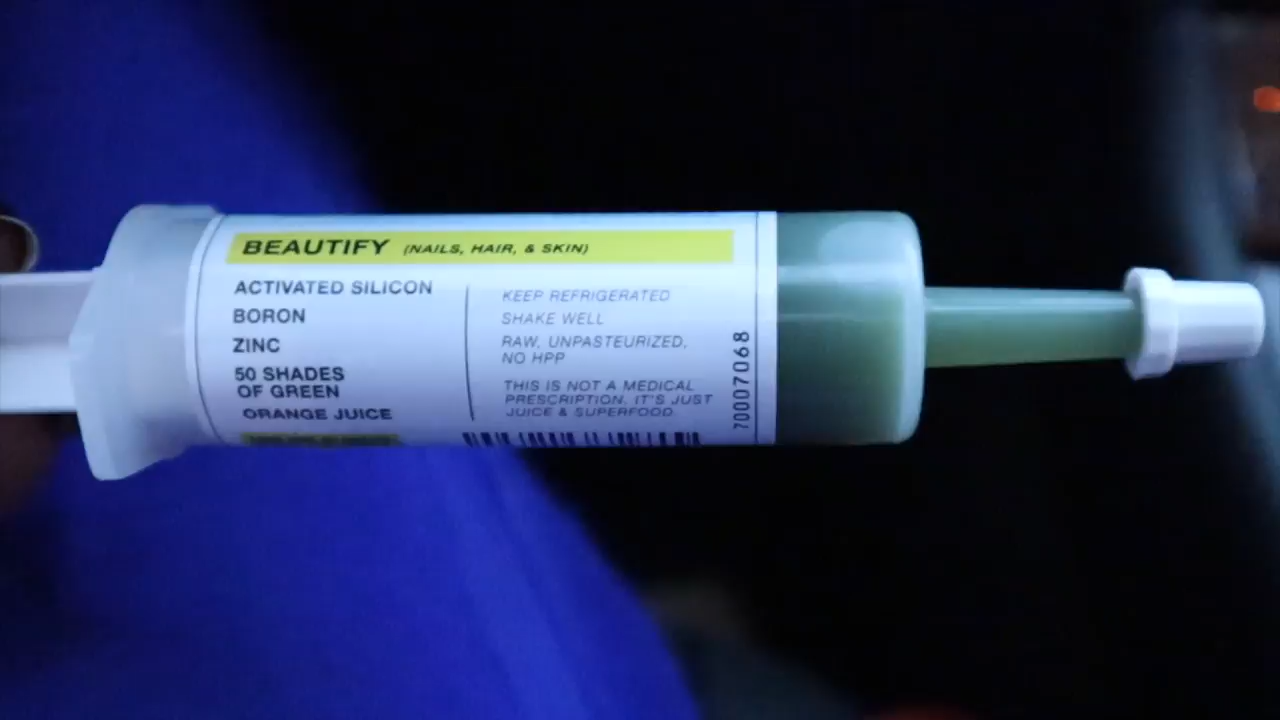 BEAUTIFY (NAILS, HAIR, & SKIN)
ACTIVATED SILICON
BORON
ZINC
50 SHADES
OF GREEN
ORANGE JUICE
KEEP REFRIGERATED
SHAKE WELL
RAW, UNPASTEURIZED,
NO HPP
THIS IS NOT A MEDICAL
PRESCRIPTION. IT'S JUST
JUICE & SUPERFOOD.
70007068